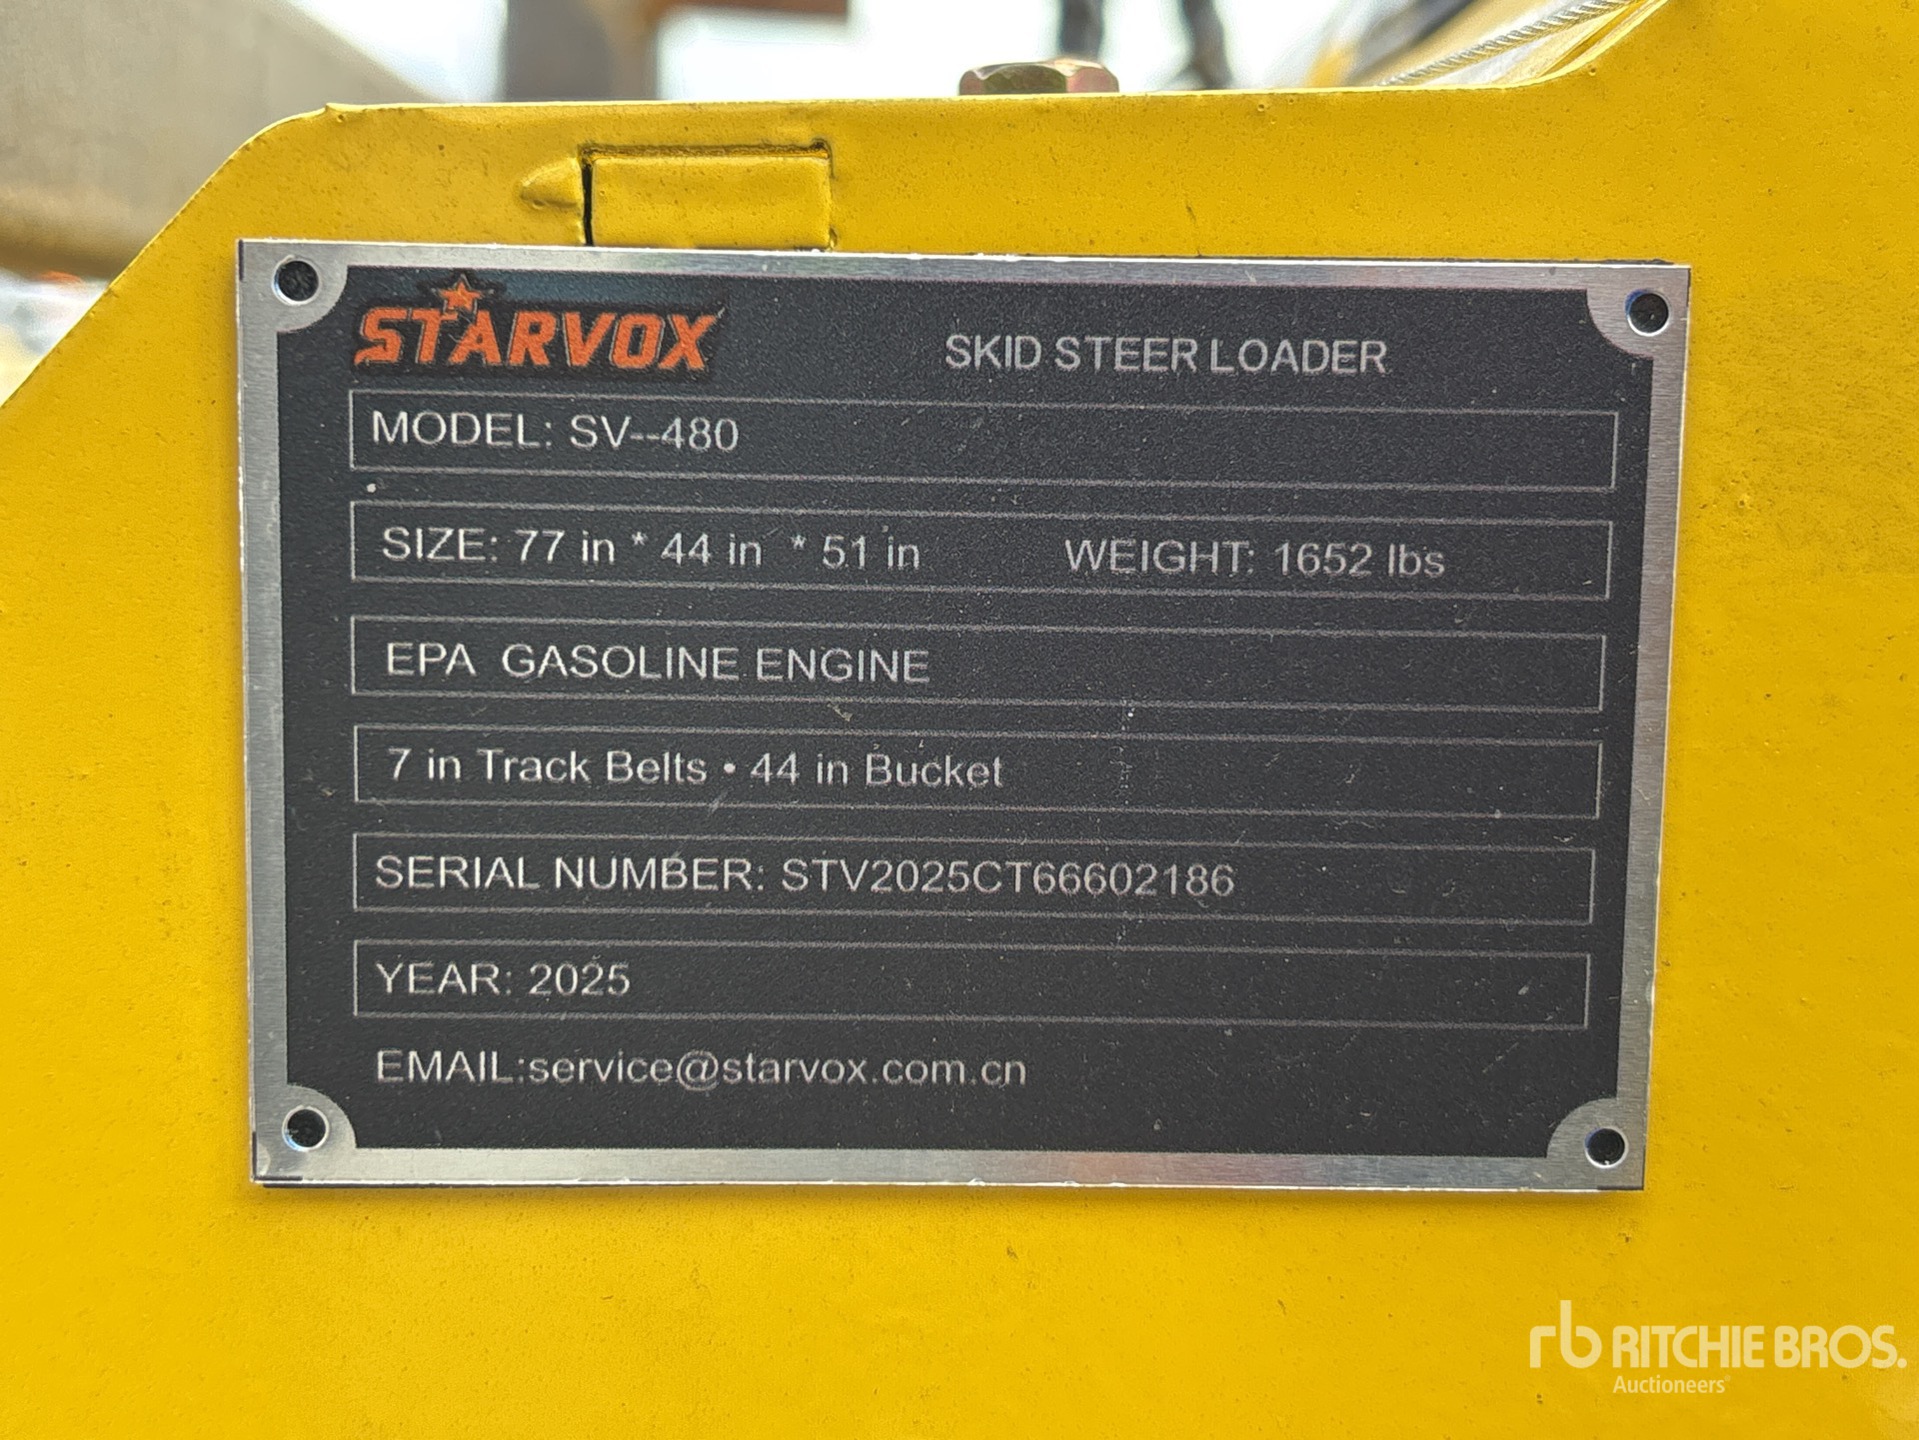 STARVOX
SKID STEER LOADER
MODEL: SV--480
SIZE: 77 in * 44 in * 51 in WEIGHT: 1652 lbs
EPA GASOLINE ENGINE
7 in Track Belts • 44 in Bucket
SERIAL NUMBER: STV2025CT66602186
YEAR: 2025
EMAIL:service@starvox.com.cn
rb RITCHIE BROS.
Auctioneers